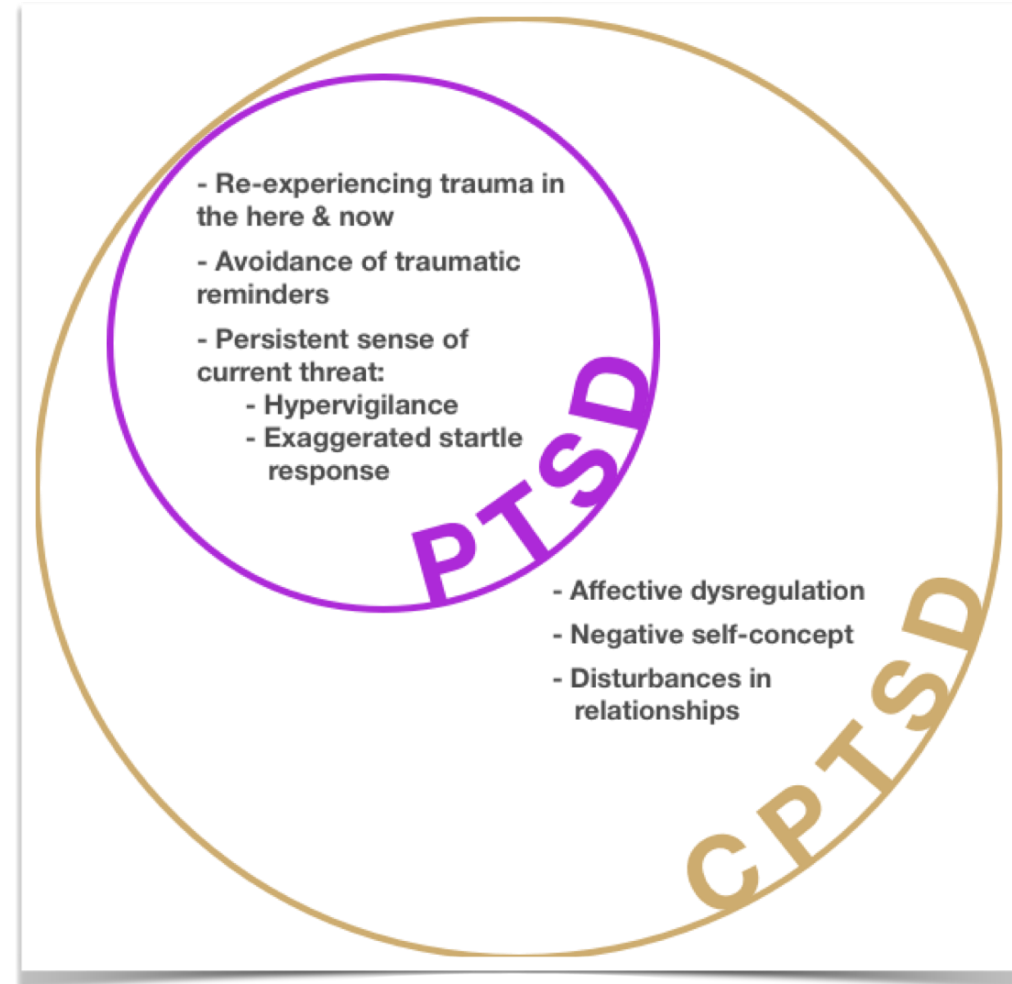 - Re-experiencing trauma in
the here & now
- Avoidance of traumatic
reminders
- Persistent sense of
current threat:
- Hypervigilance
- Exaggerated startle
response
PTSD
- Affective dysregulation
- Negative self-concept
- Disturbances in
relationships
CPTSD